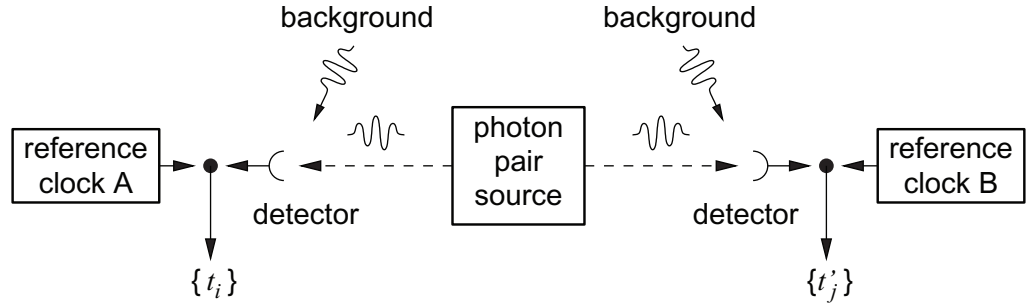 background
background
reference
clock A
photon
pair
source
reference
clock B
detector
detector
{ t_i }
{ t'_j }